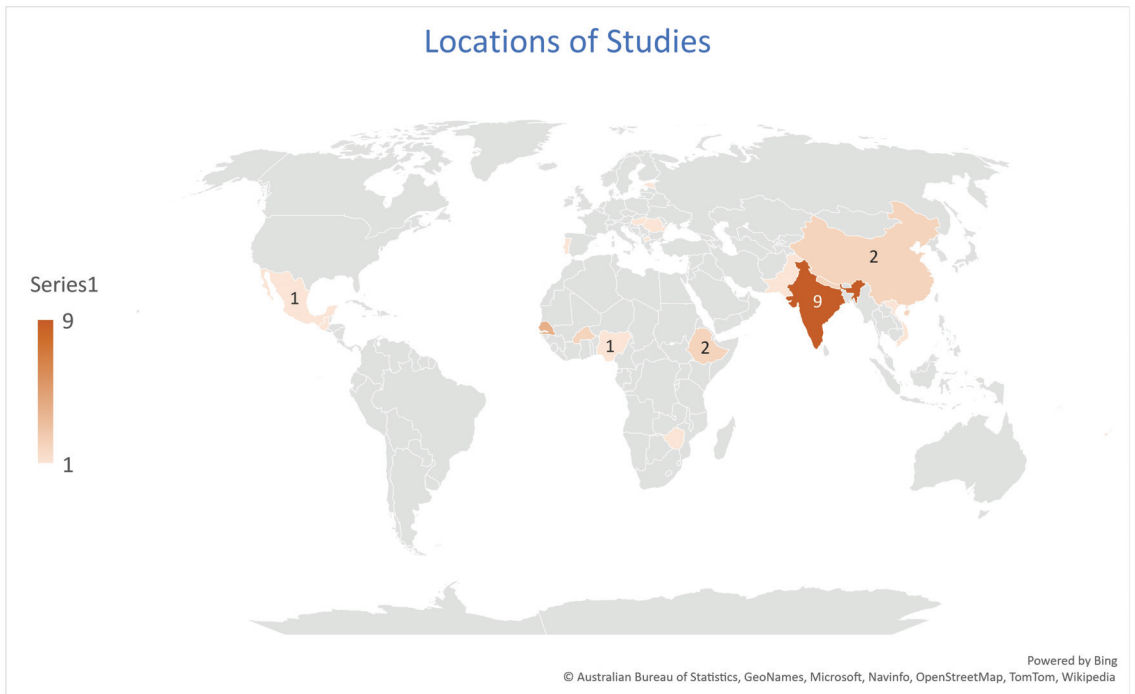 Locations of Studies
Series1
9
1
1
1
2
9
2
Powered by Bing
© Australian Bureau of Statistics, GeoNames, Microsoft, Navinfo, OpenStreetMap, TomTom, Wikipedia